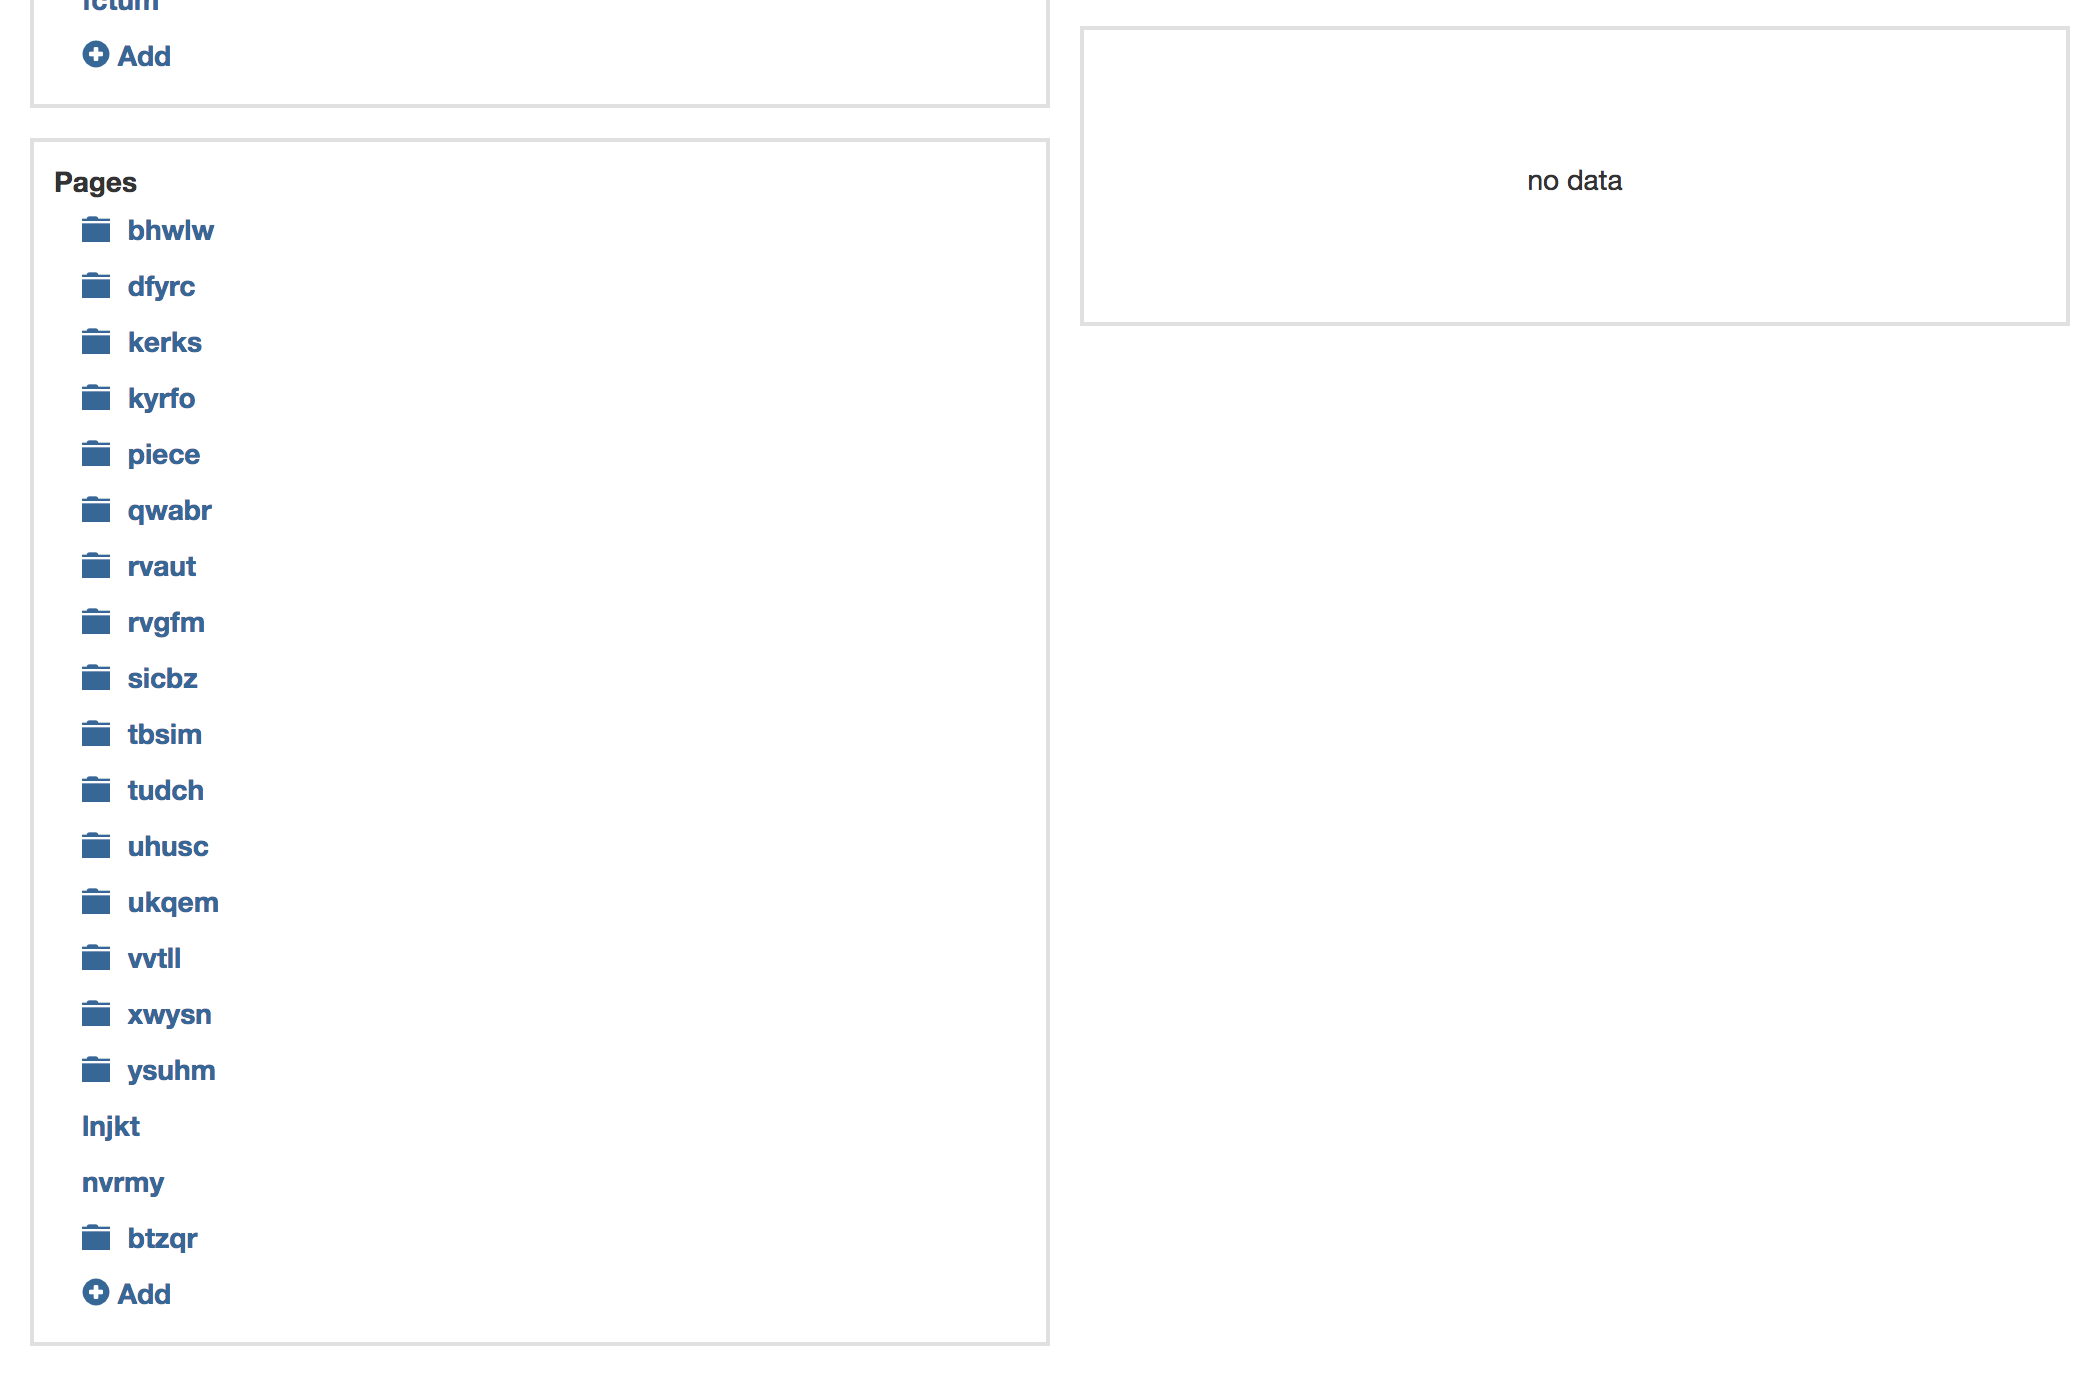 Add
Pages
bhwlw
dfyrc
kerks
kyrfo
piece
qwabr
rvaut
rvgfm
sicbz
tbsim
tudch
uhusc
ukqem
vvtll
xwysn
ysuhm
lnjkt
nvrmy
btzqr
Add
no data